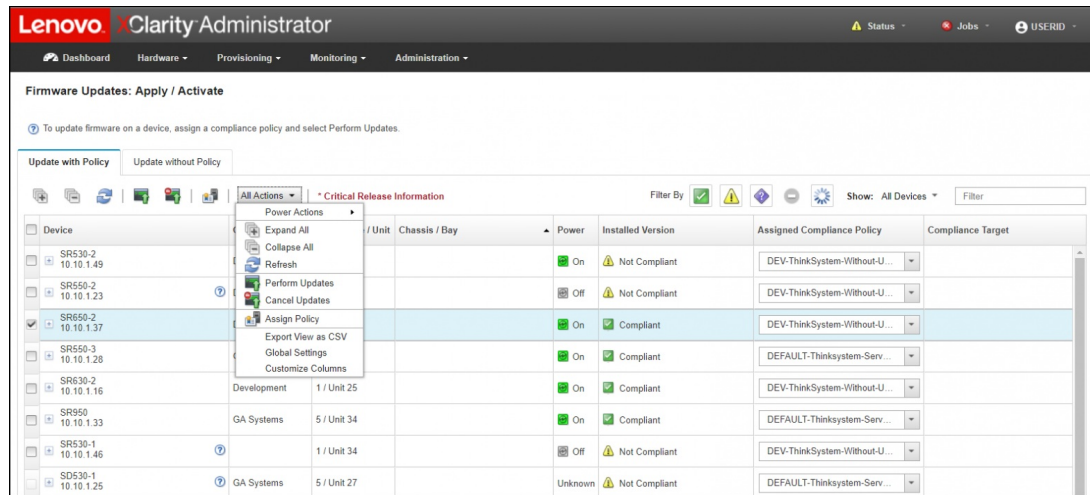 Lenovo. XClarity Administrator
Status
Jobs
USERID
Dashboard Hardware Provisioning Monitoring Administration
Firmware Updates: Apply / Activate
To update firmware on a device, assign a compliance policy and select Perform Updates.
Update with Policy Update without Policy
All Actions * Critical Release Information Filter By Show: All Devices Filter
Power Actions
Expand All
Collapse All
Refresh
Perform Updates
Cancel Updates
Assign Policy
Export View as CSV
Global Settings
Customize Columns
Device / Unit Chassis / Bay Power Installed Version Assigned Compliance Policy Compliance Target
SR530-2
10.10.1.49 On Not Compliant DEV-ThinkSystem-Without-U...
SR550-2
10.10.1.23 Off Not Compliant DEV-ThinkSystem-Without-U...
SR650-2
10.10.1.37 On Compliant DEV-ThinkSystem-Without-U...
SR550-3
10.10.1.28 On Compliant DEFAULT-Thinksystem-Serv...
SR630-2
10.10.1.16 Development 1 / Unit 25 On Compliant DEV-ThinkSystem-Without-U...
SR950
10.10.1.33 GA Systems 5 / Unit 34 On Compliant DEFAULT-Thinksystem-Serv...
SR530-1
10.10.1.46 1 / Unit 34 Off Not Compliant DEV-ThinkSystem-Without-U...
SD530-1
10.10.1.25 GA Systems 5 / Unit 27 Unknown Not Compliant DEFAULT-Thinksystem-Serv...